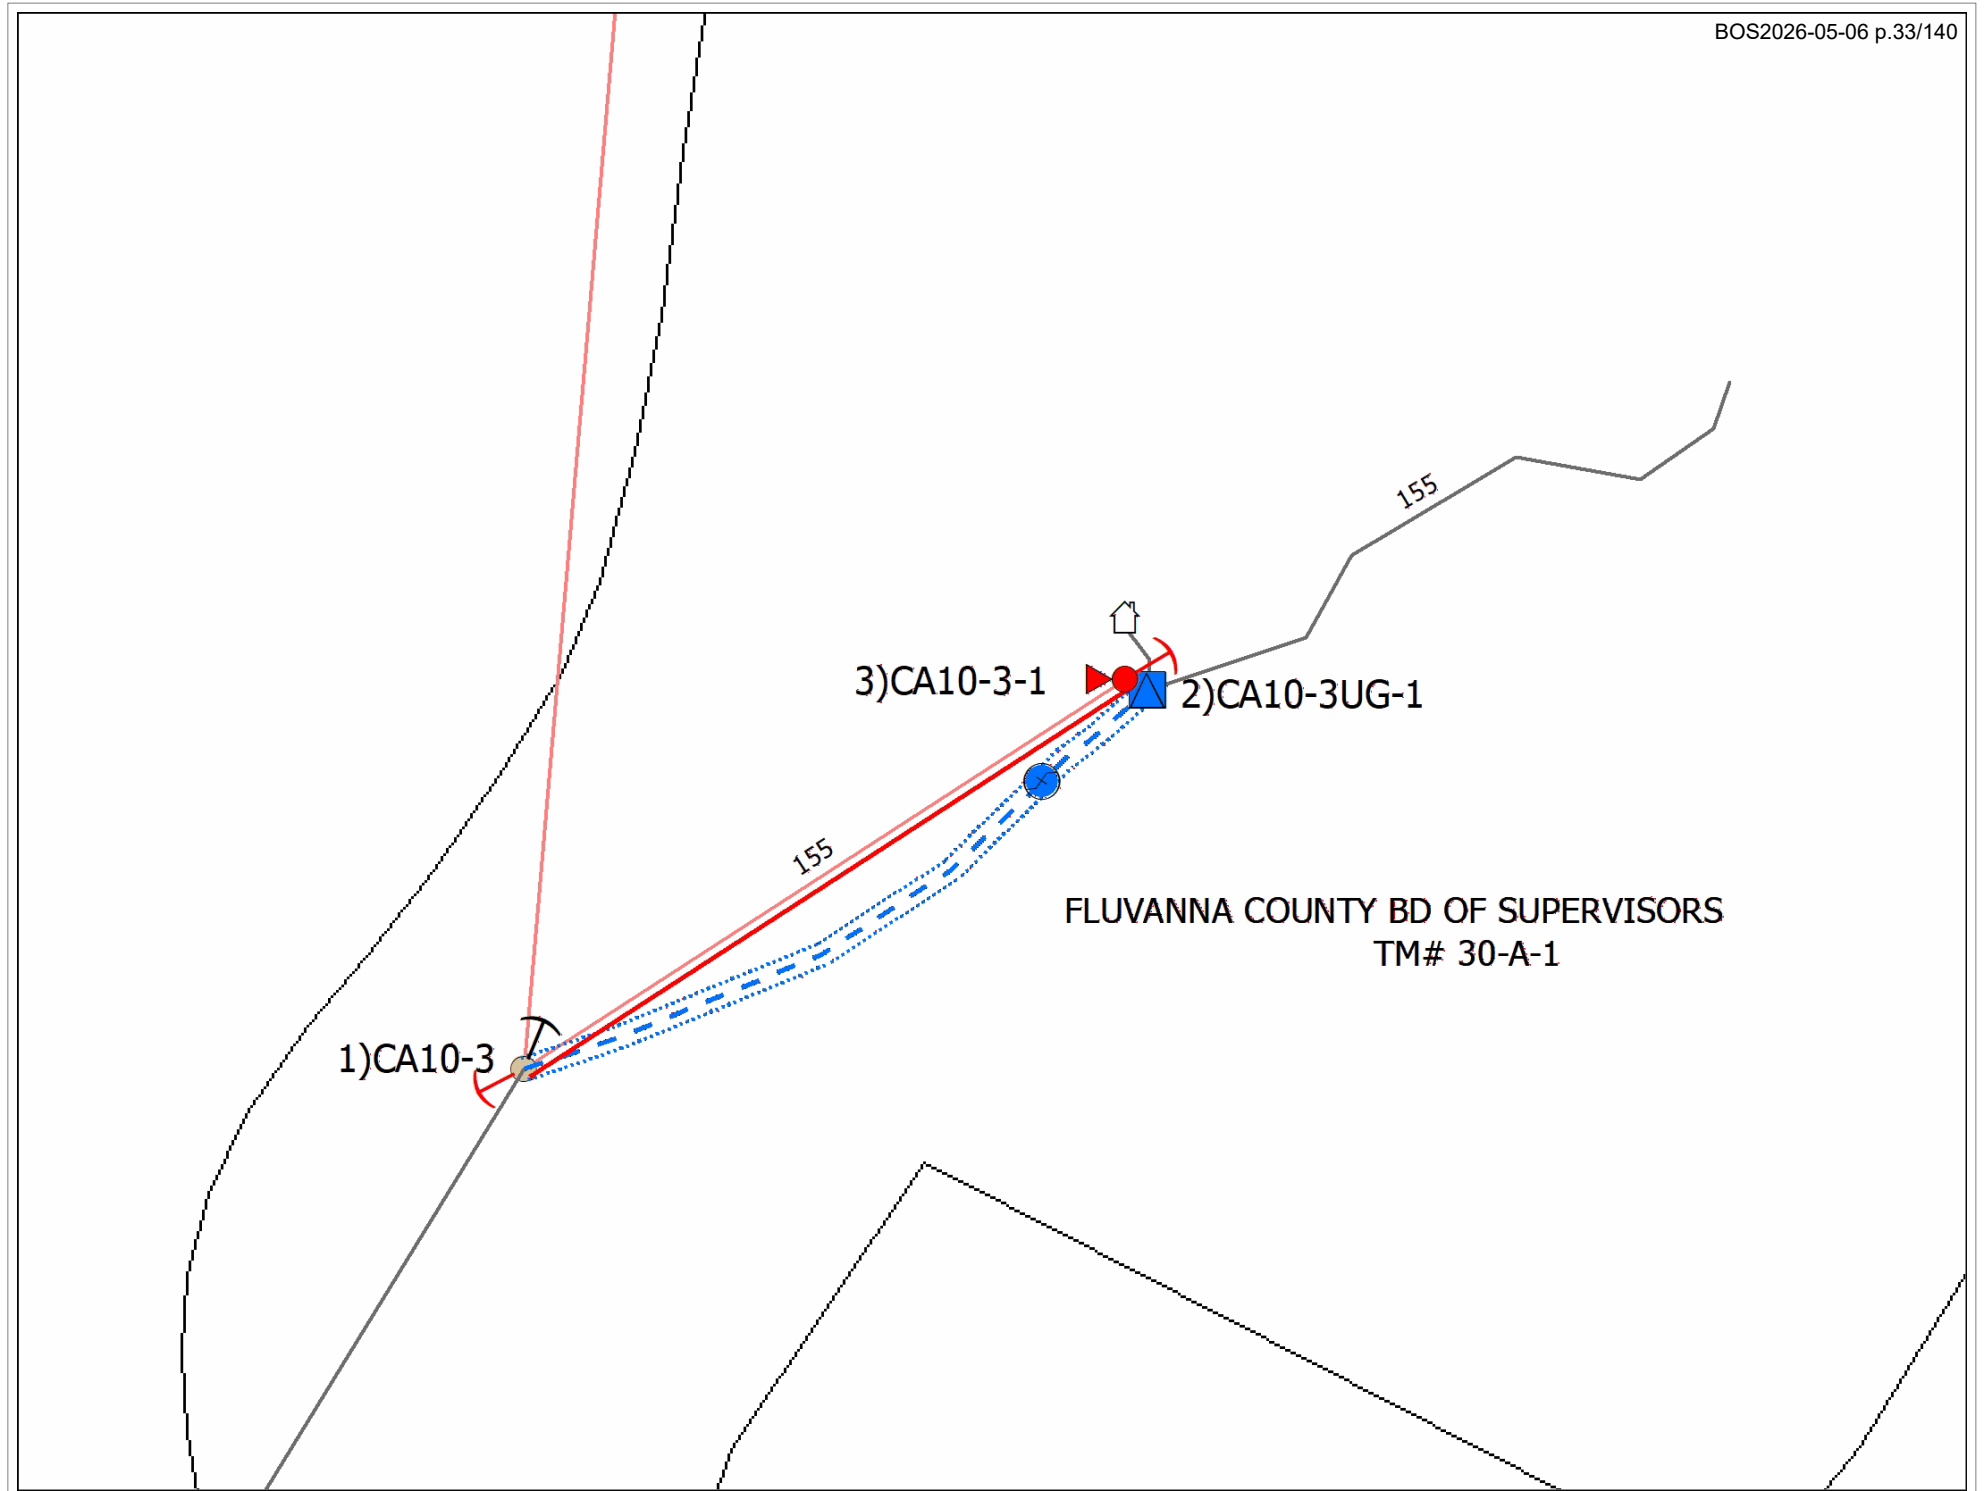 BOS2026-05-06 p.33/140
155
3)CA10-3-1
2)CA10-3UG-1
155
FLUVANNA COUNTY BD OF SUPERVISORS
TM# 30-A-1
1)CA10-3